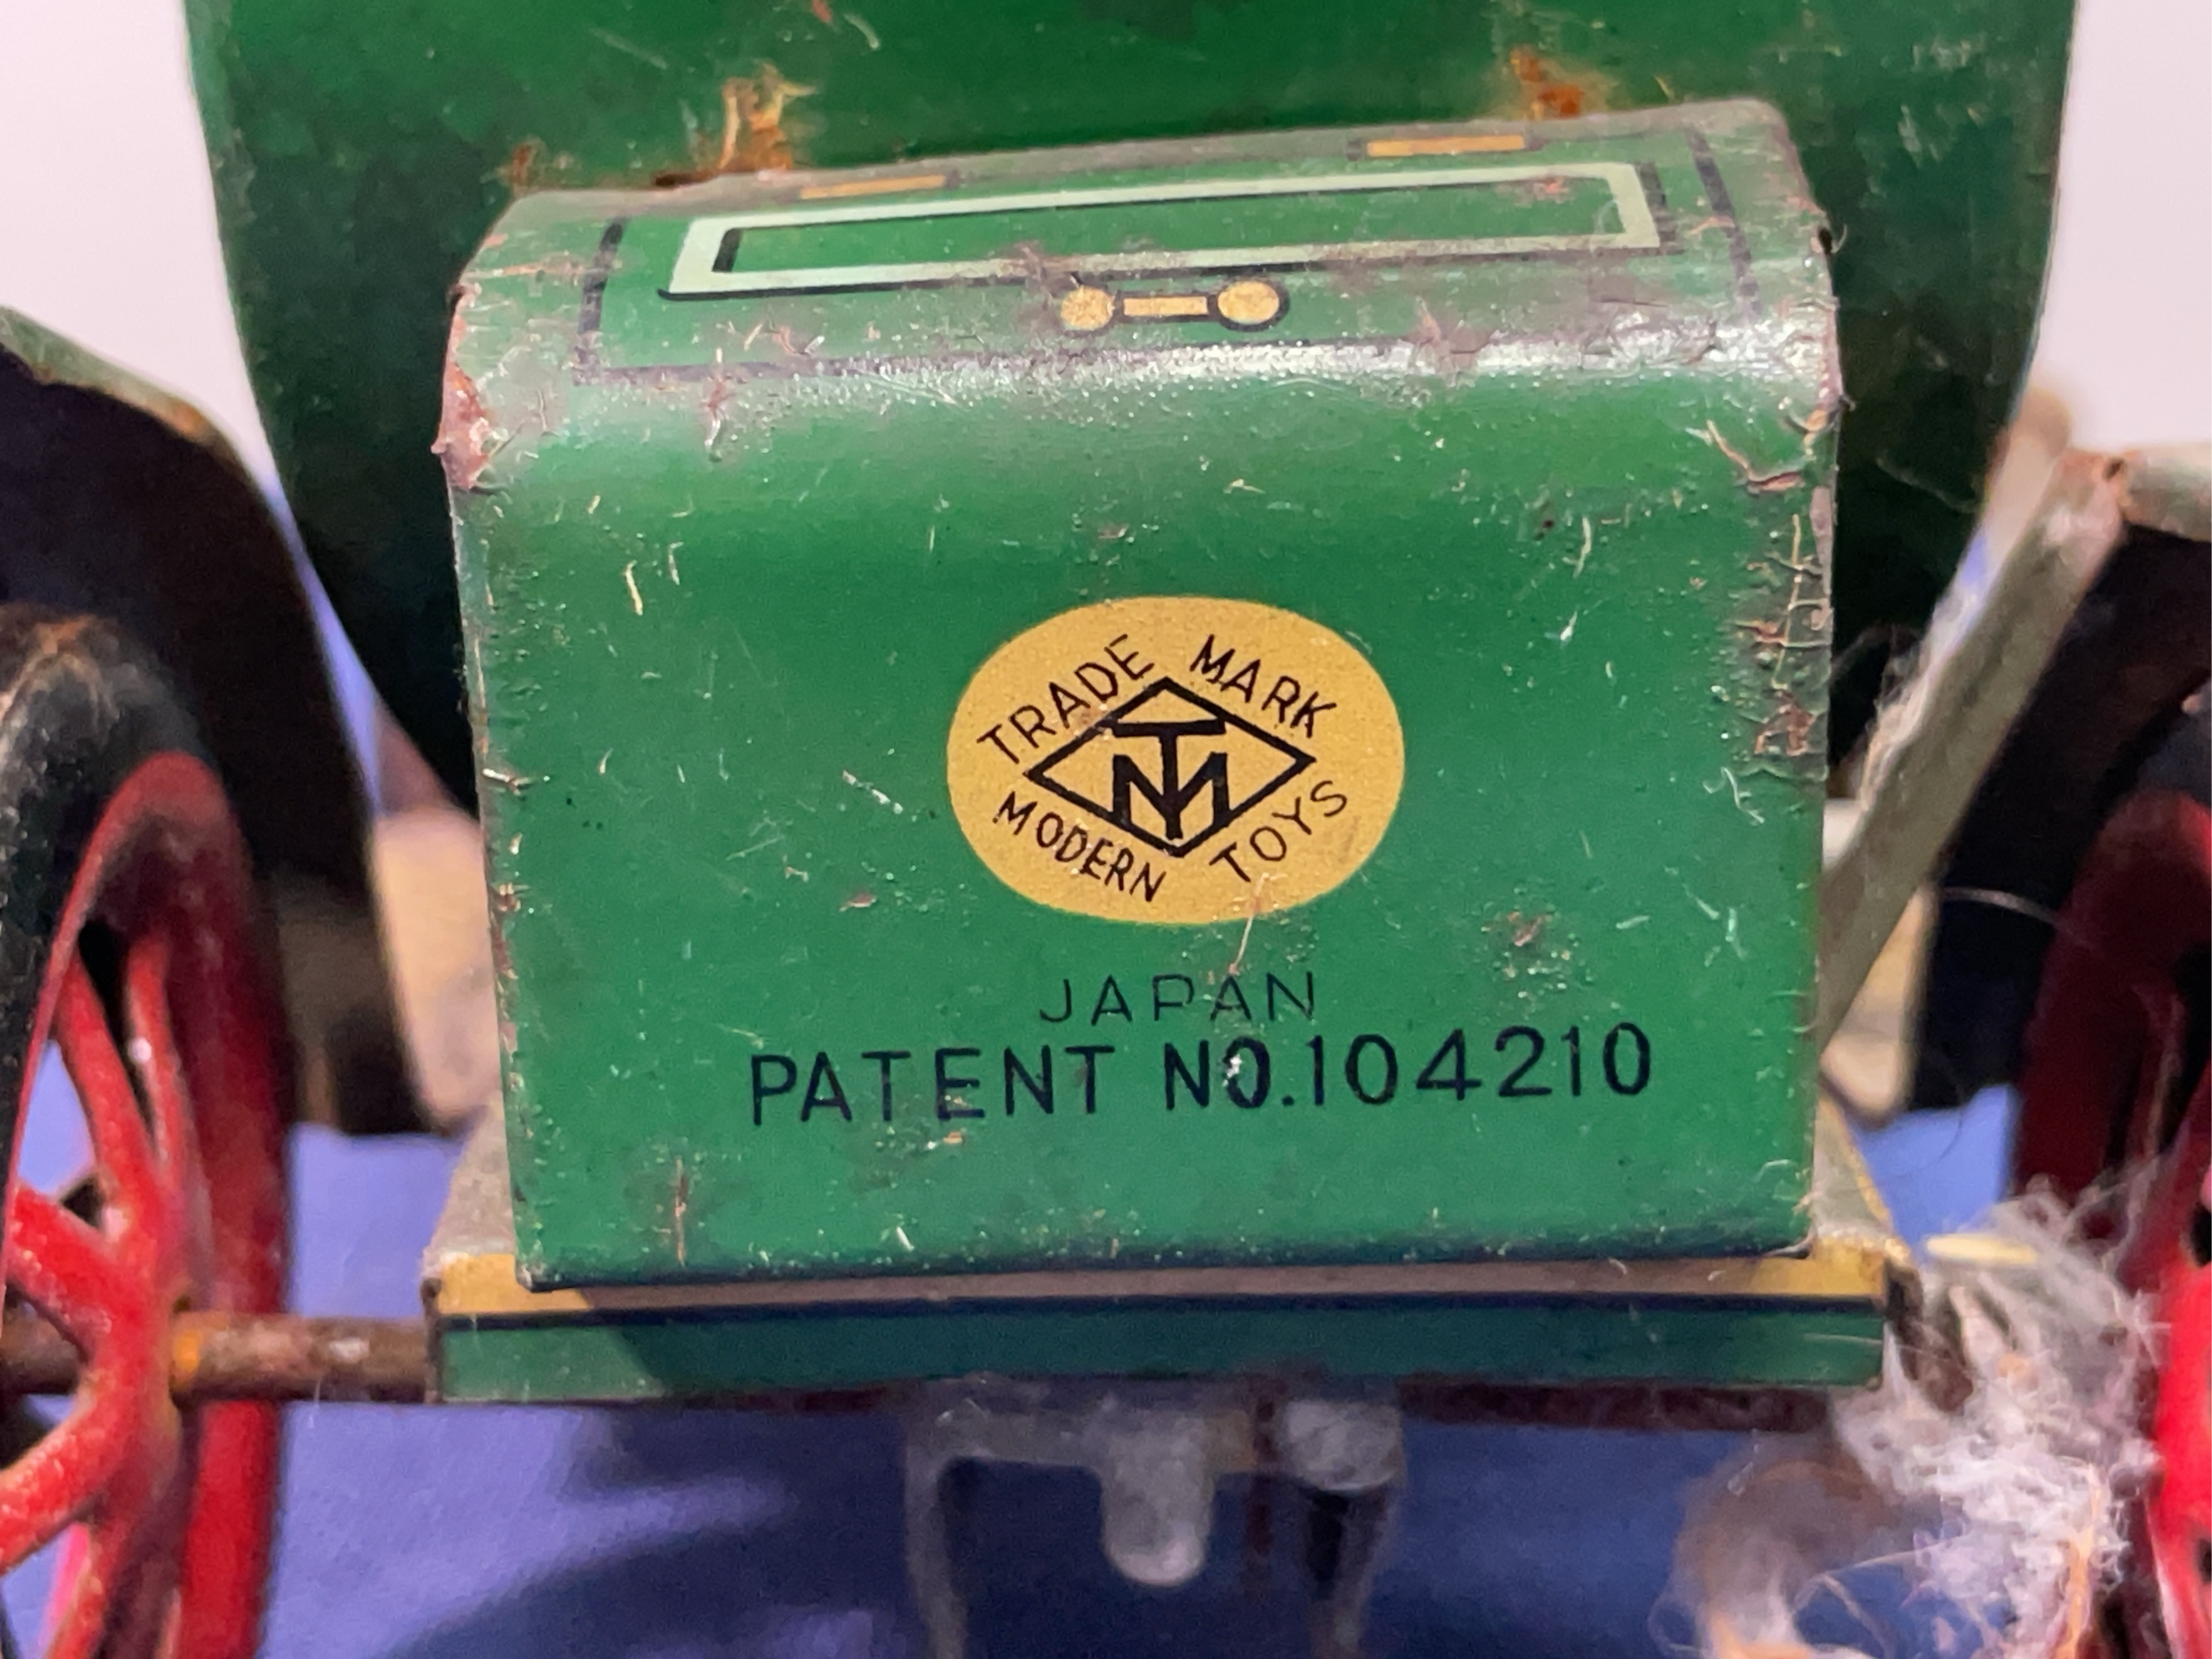 TRADE MARK
TM
MODERN TOYS
JAPAN
PATENT NO.104210